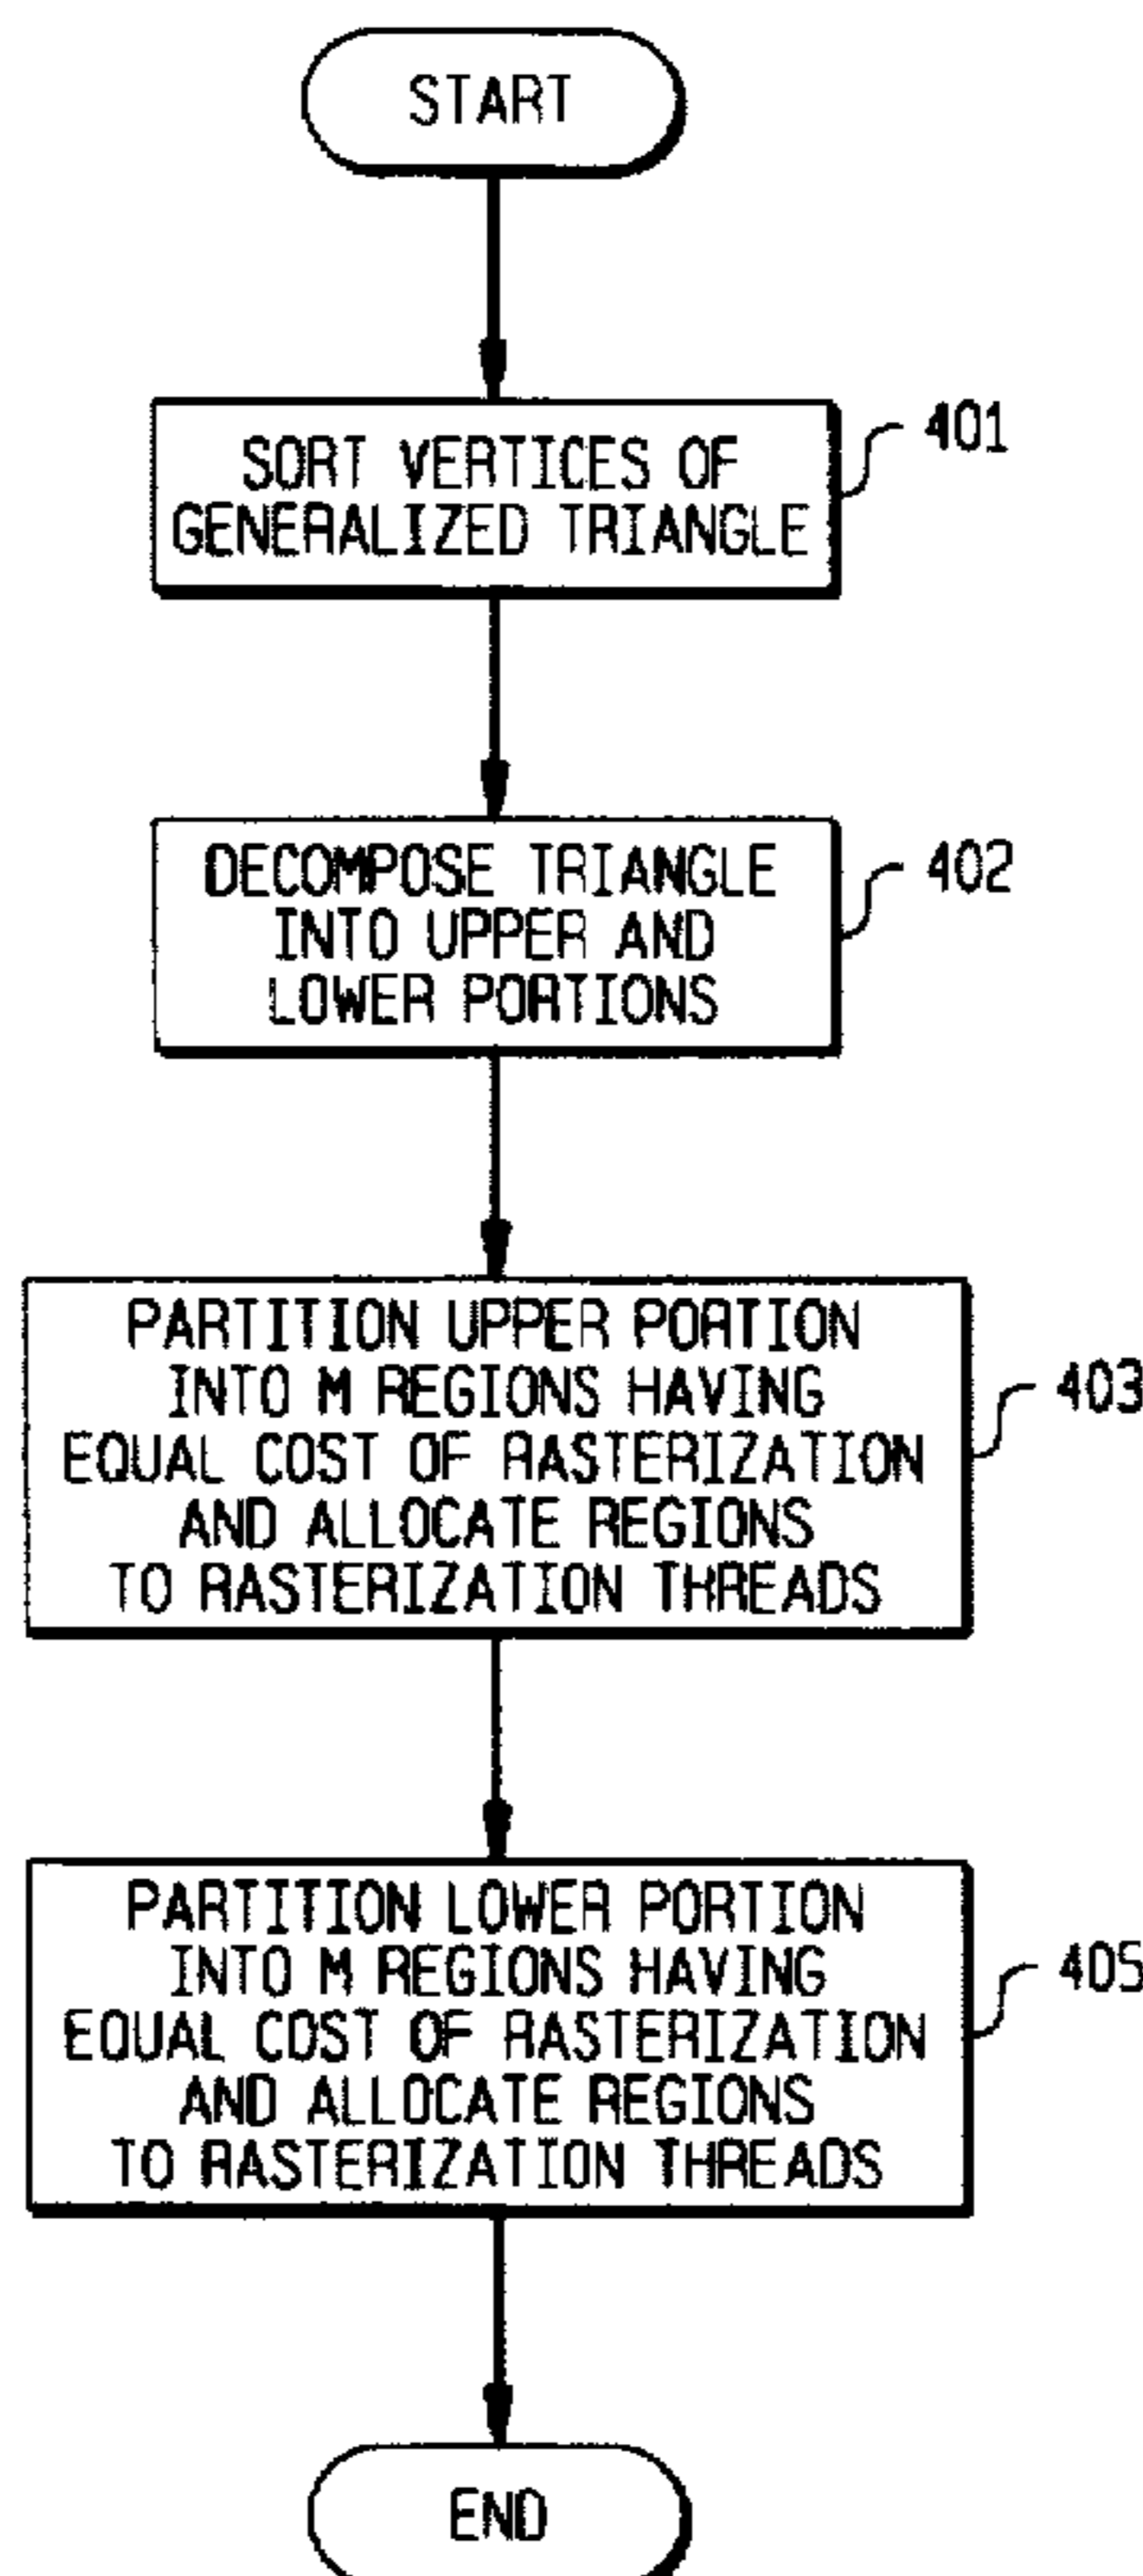 START
SORT VERTICES OF
GENERALIZED TRIANGLE
401
DECOMPOSE TRIANGLE
INTO UPPER AND
LOWER PORTIONS
402
PARTITION UPPER PORTION
INTO M REGIONS HAVING
EQUAL COST OF RASTERIZATION
AND ALLOCATE REGIONS
TO RASTERIZATION THREADS
403
PARTITION LOWER PORTION
INTO M REGIONS HAVING
EQUAL COST OF RASTERIZATION
AND ALLOCATE REGIONS
TO RASTERIZATION THREADS
405
END